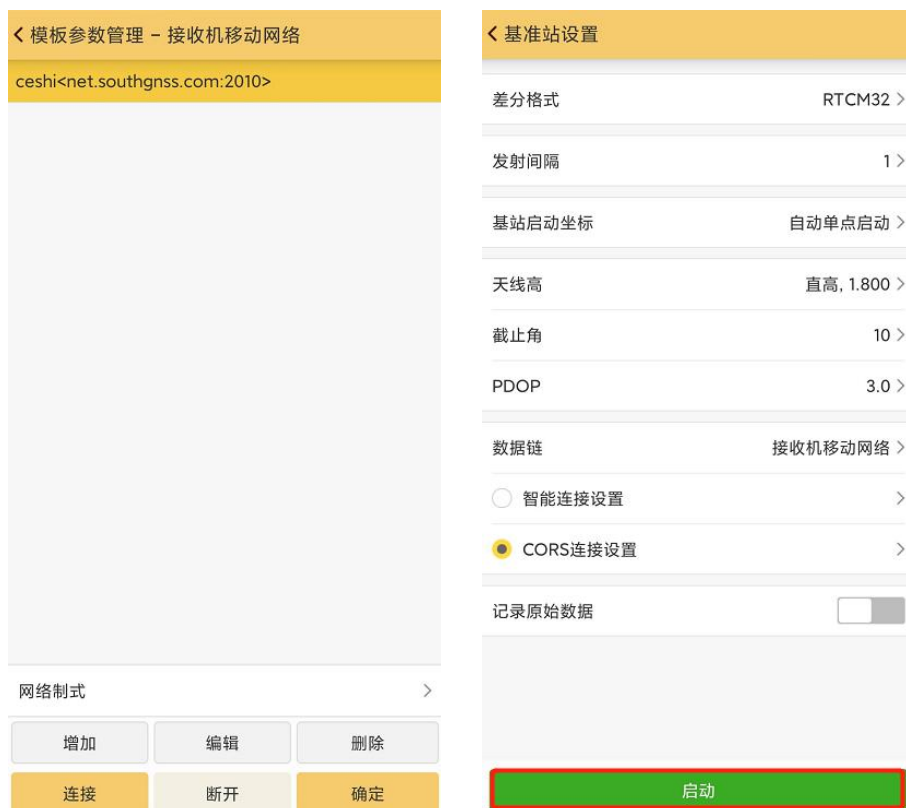 模板参数管理 - 接收机移动网络
ceshi<net.southgnss.com:2010>
网络制式
增加 编辑 删除
连接 断开 确定
基准站设置
差分格式 RTCM32
发射间隔 1
基站启动坐标 自动单点启动
天线高 直高, 1.800
截止角 10
PDOP 3.0
数据链 接收机移动网络
智能连接设置
CORS连接设置
记录原始数据
启动